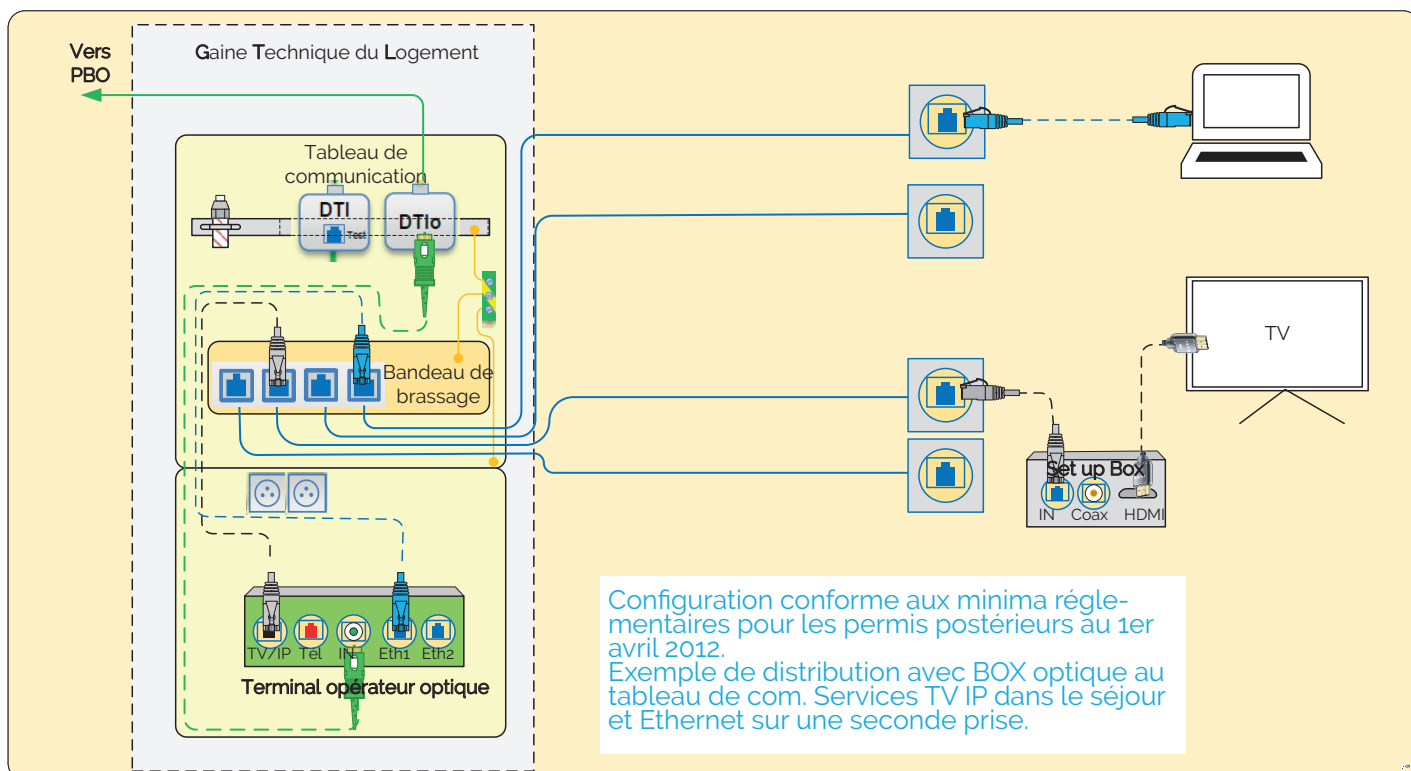 Vers
PBO
Gaine Technique du Logement
Tableau de
communication
DTI
Test
DTIo
Bandeau de
brassage
TV/IP
Tel
IN
Eth1
Eth2
Terminal opérateur optique
TV
Set up Box
IN
Coax
HDMI
Configuration conforme aux minima régle-
mentaires pour les permis postérieurs au 1er
avril 2012.
Exemple de distribution avec BOX optique au
tableau de com. Services TV IP dans le séjour
et Ethernet sur une seconde prise.